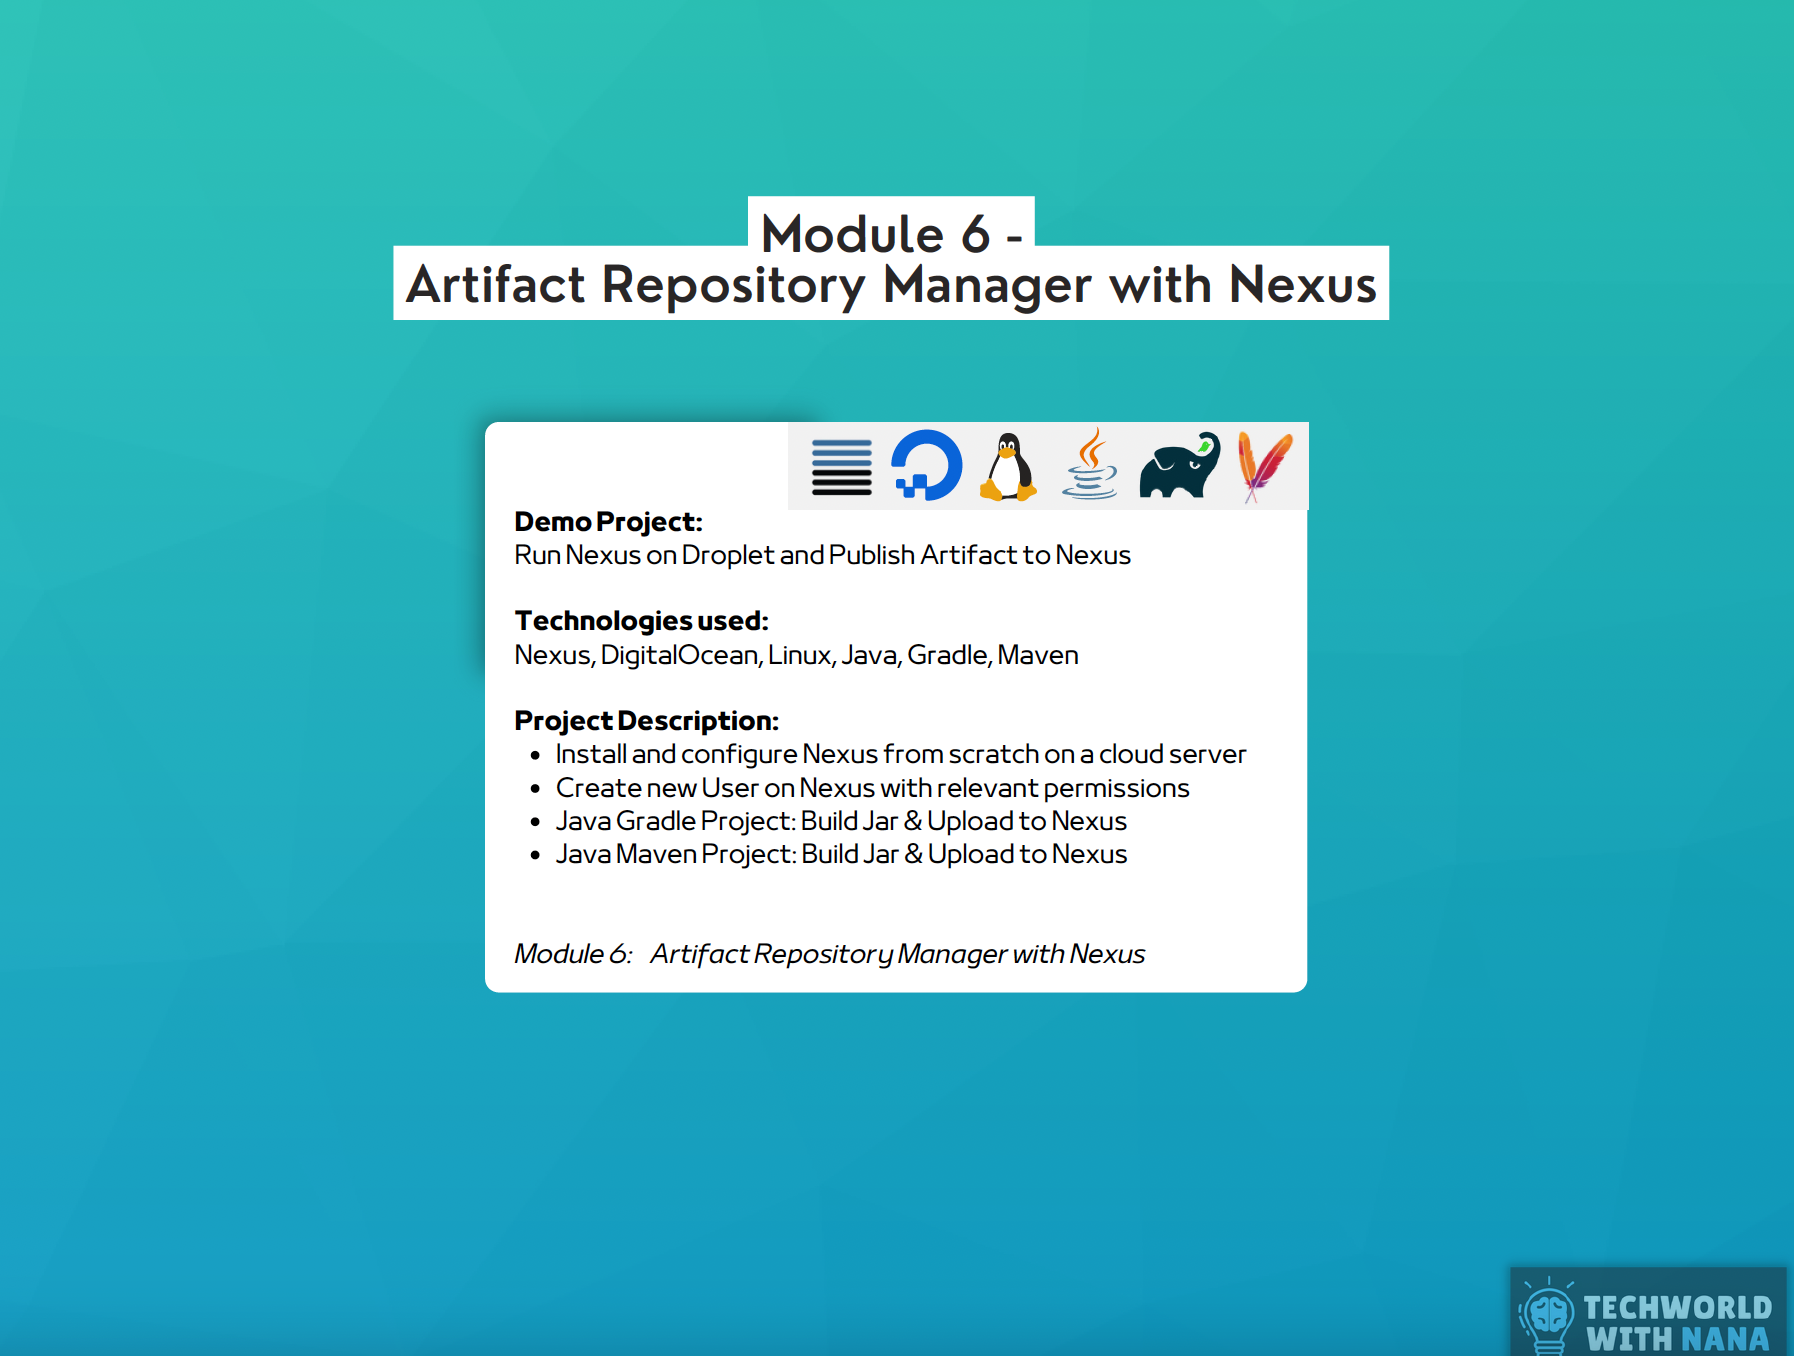 Module 6 -
Artifact Repository Manager with Nexus
Demo Project:
Run Nexus on Droplet and Publish Artifact to Nexus
Technologies used:
Nexus, DigitalOcean, Linux, Java, Gradle, Maven
Project Description:
• Install and configure Nexus from scratch on a cloud server
• Create new User on Nexus with relevant permissions
• Java Gradle Project: Build Jar & Upload to Nexus
• Java Maven Project: Build Jar & Upload to Nexus
Module 6: Artifact Repository Manager with Nexus
TECHWORLD
WITH NANA